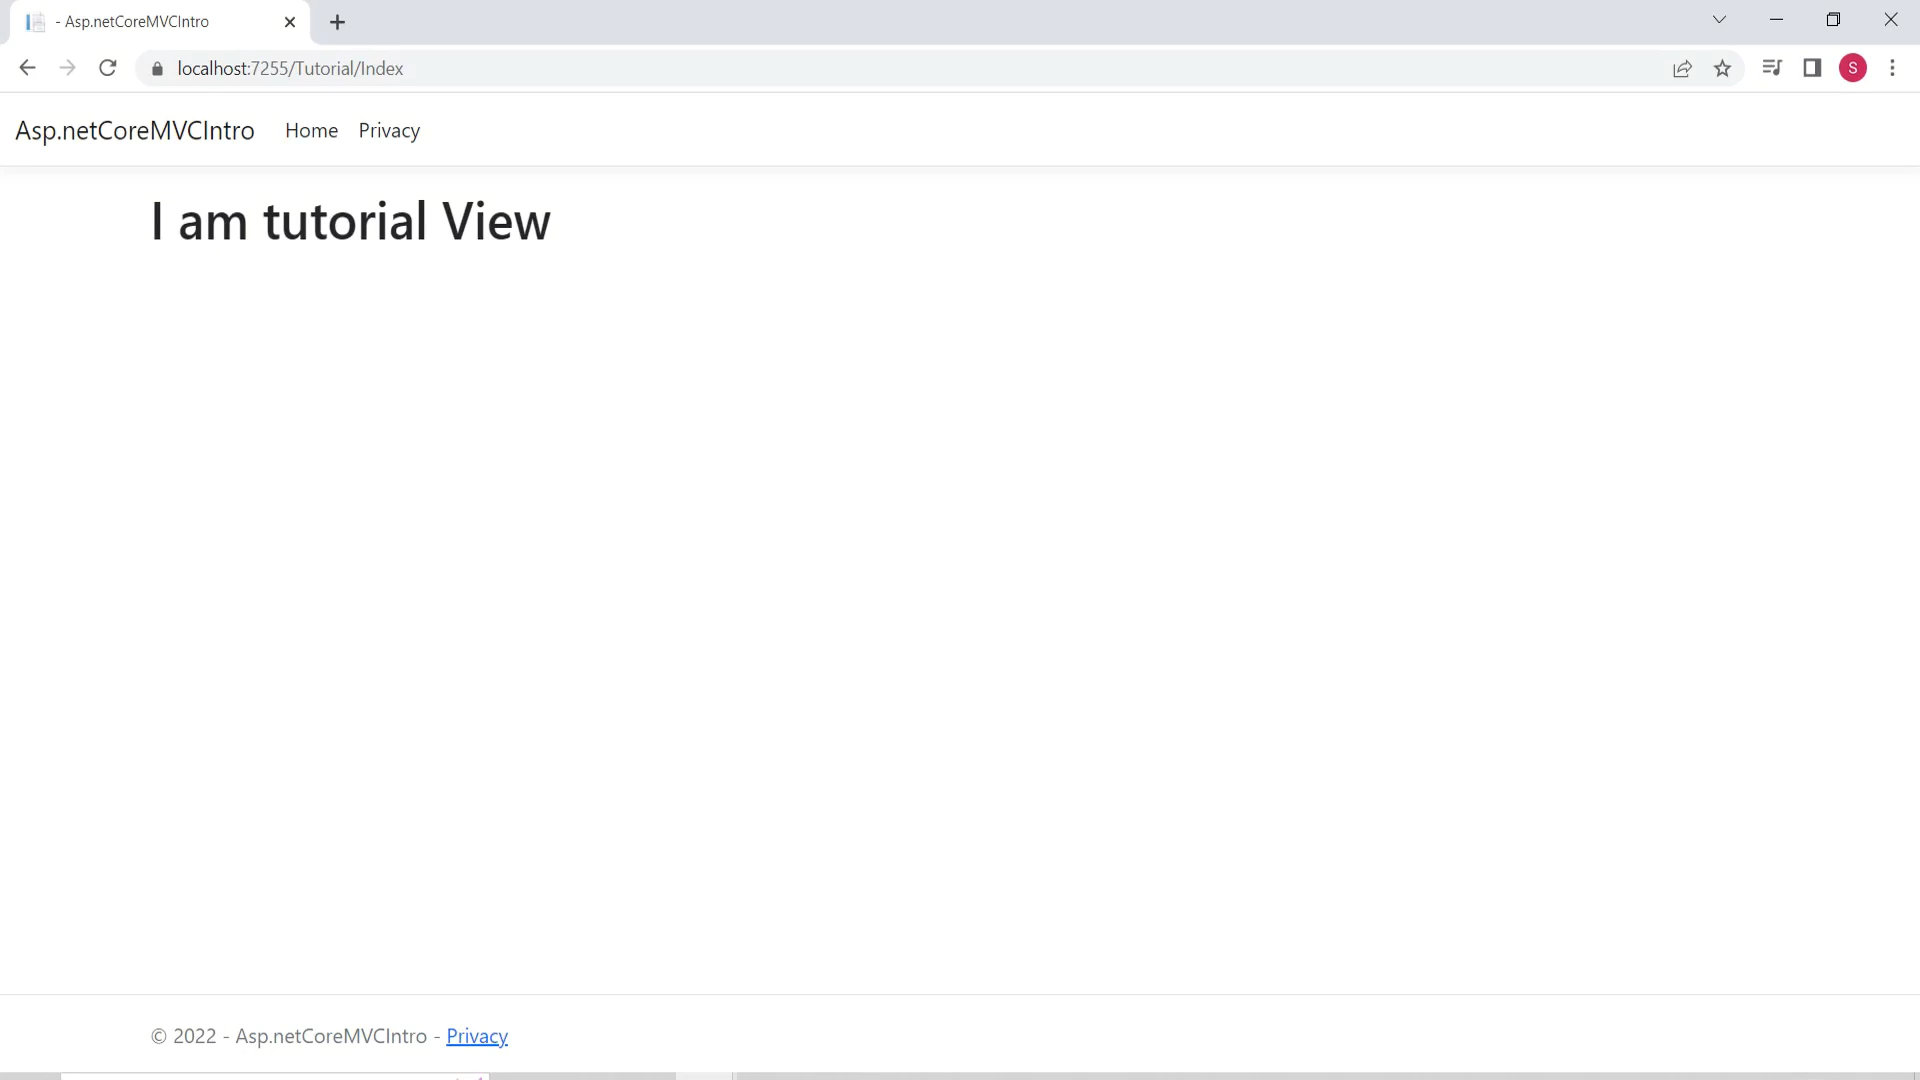 - Asp.netCoreMVCIntro
localhost:7255/Tutorial/Index
S
Asp.netCoreMVCIntro Home Privacy
I am tutorial View
© 2022 - Asp.netCoreMVCIntro - Privacy